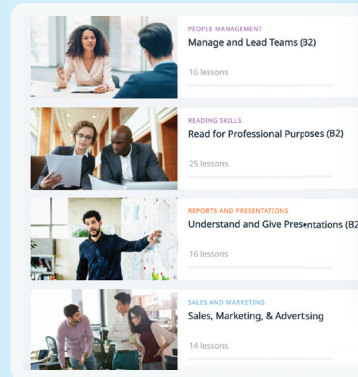 PEOPLE MANAGEMENT
Manage and Lead Teams (B2)
16 lessons
READING SKILLS
Read for Professional Purposes (B2)
25 lessons
REPORTS AND PRESENTATIONS
Understand and Give Presentations (B2
16 lessons
SALES AND MARKETING
Sales, Marketing, & Advertsing
14 lessons